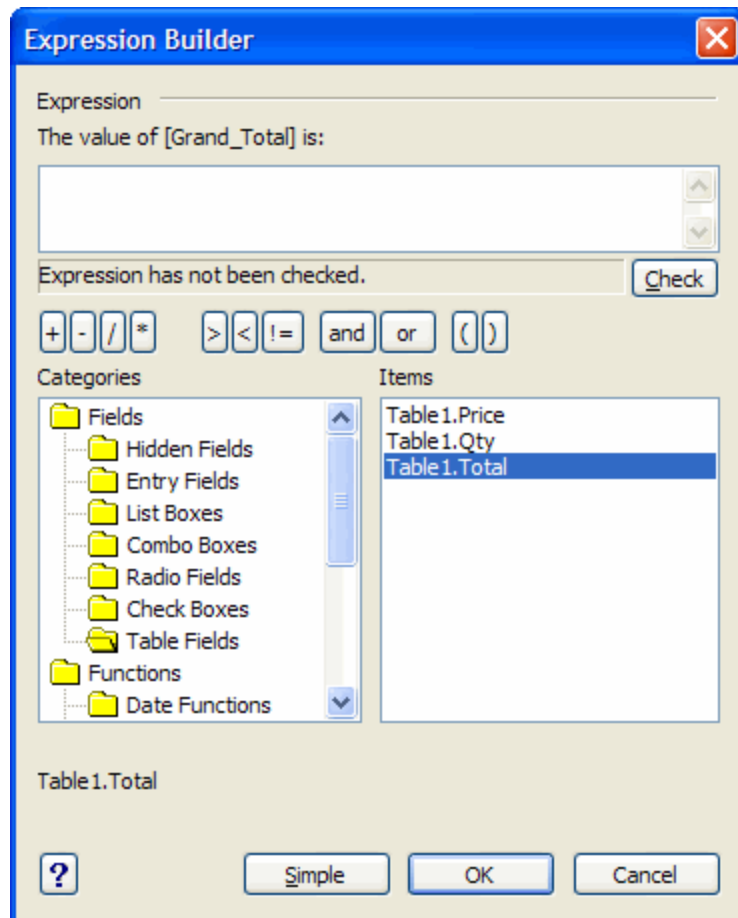 Expression Builder
Expression
The value of [Grand_Total] is:
Expression has not been checked.
Check
+ - / * > < != and or ( )
Categories
Items
Fields
Hidden Fields
Entry Fields
List Boxes
Combo Boxes
Radio Fields
Check Boxes
Table Fields
Functions
Date Functions
Table1.Price
Table1.Qty
Table1.Total
Table1.Total
?
Simple
OK
Cancel